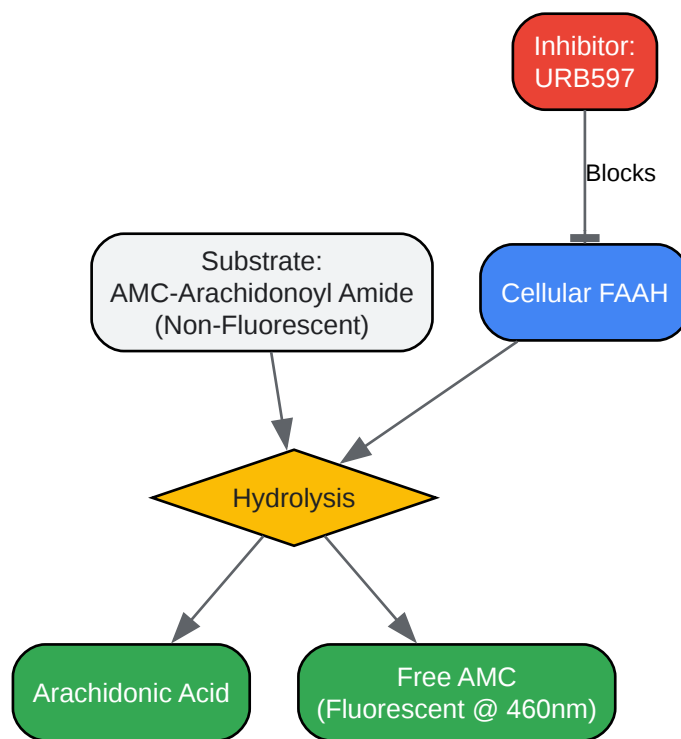 Inhibitor:
URB597
Blocks
Substrate:
AMC-Arachidonoyl Amide
(Non-Fluorescent)
Cellular FAAH
Hydrolysis
Arachidonic Acid
Free AMC
(Fluorescent @ 460nm)